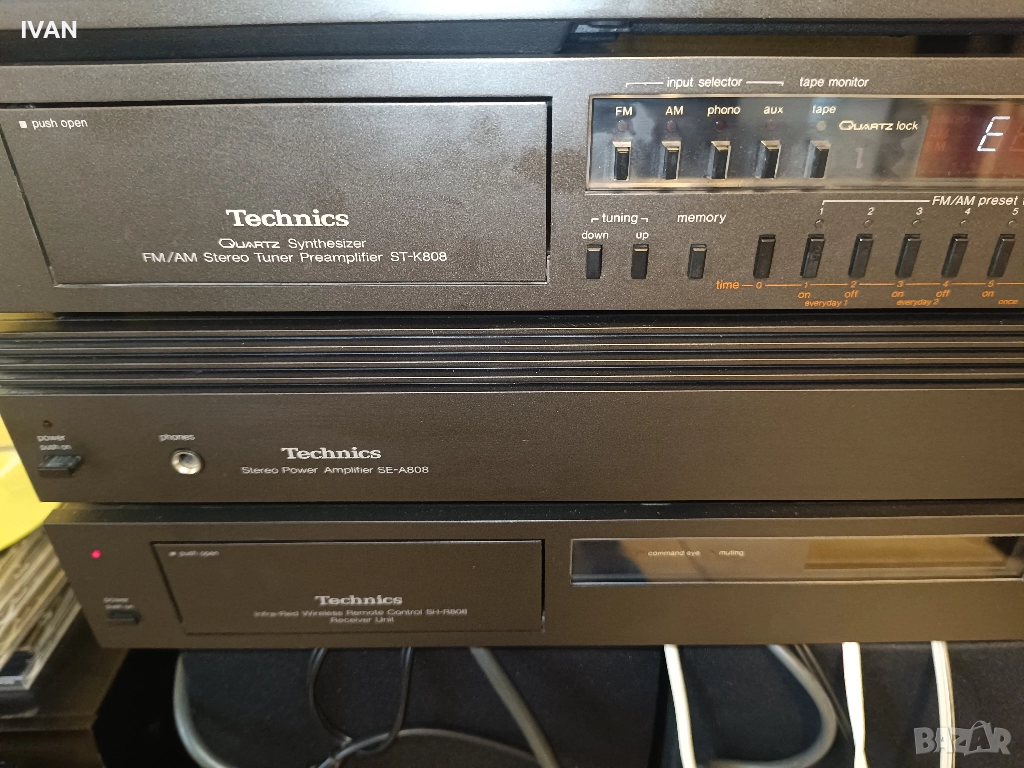 IVAN
input selector tape monitor
push open
FM AM phono aux tape
QUARTZ lock
E
FM/AM preset
1 2 3 4 5
tuning memory
down up
Technics
QUARTZ Synthesizer
FM/AM Stereo Tuner Preamplifier ST-K808
time 0 1 2 3 4 5
on off on off on
everyday 1 everyday 2 once
power
push on
phones
Technics
Stereo Power Amplifier SE-A808
push open
command eye muting
power
push on
Technics
Infra-Red Wireless Remote Control SH-R808
Receiver Unit
BAZAR